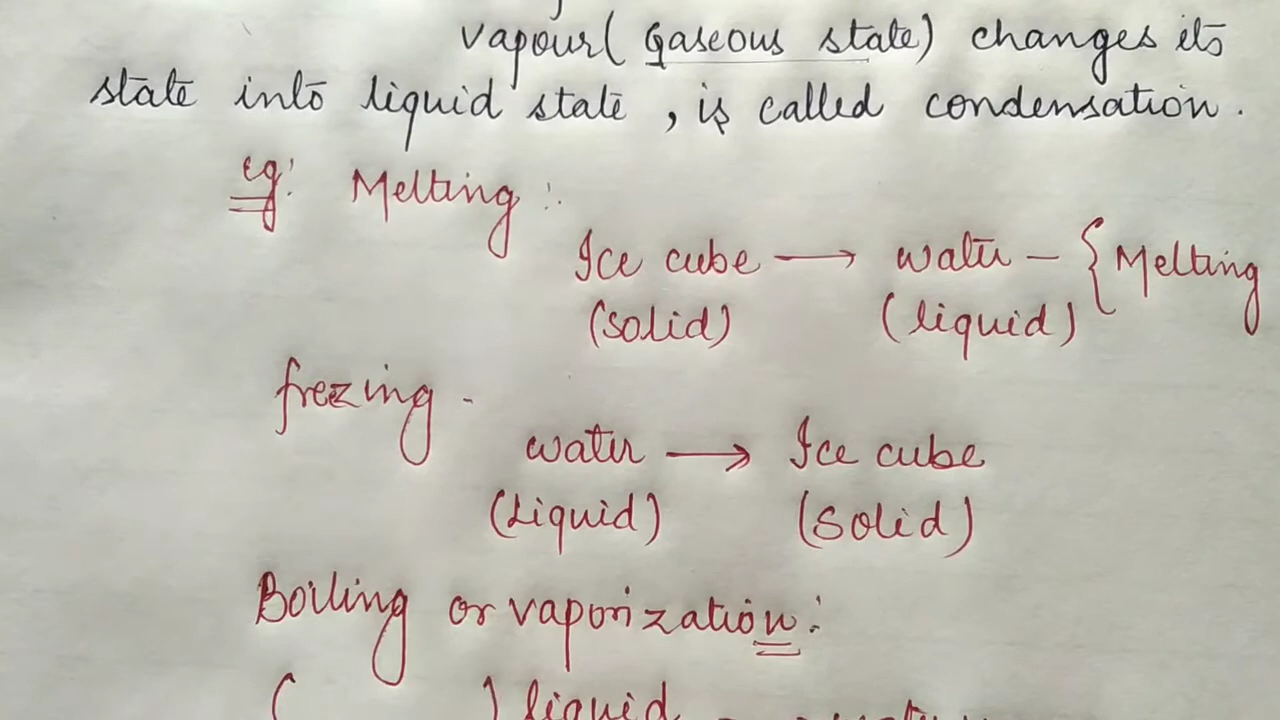 vapour( Gaseous state) changes its
state into liquid state , is called condensation .
eg: Melting :
Ice cube → water - { Melting
(solid) (liquid)
frezing -
water → Ice cube
(Liquid) (Solid)
Boiling or vaporization :
( ) liquid